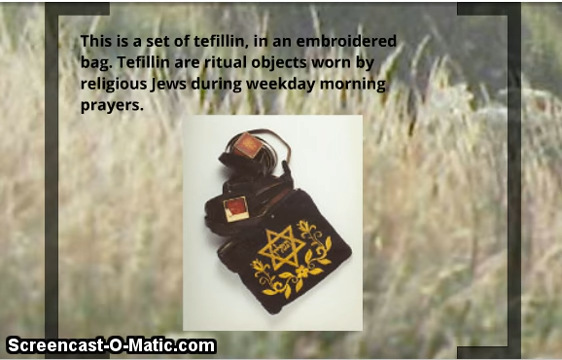 This is a set of tefillin, in an embroidered
bag. Tefillin are ritual objects worn by
religious Jews during weekday morning
prayers.
Screencast-O-Matic.com